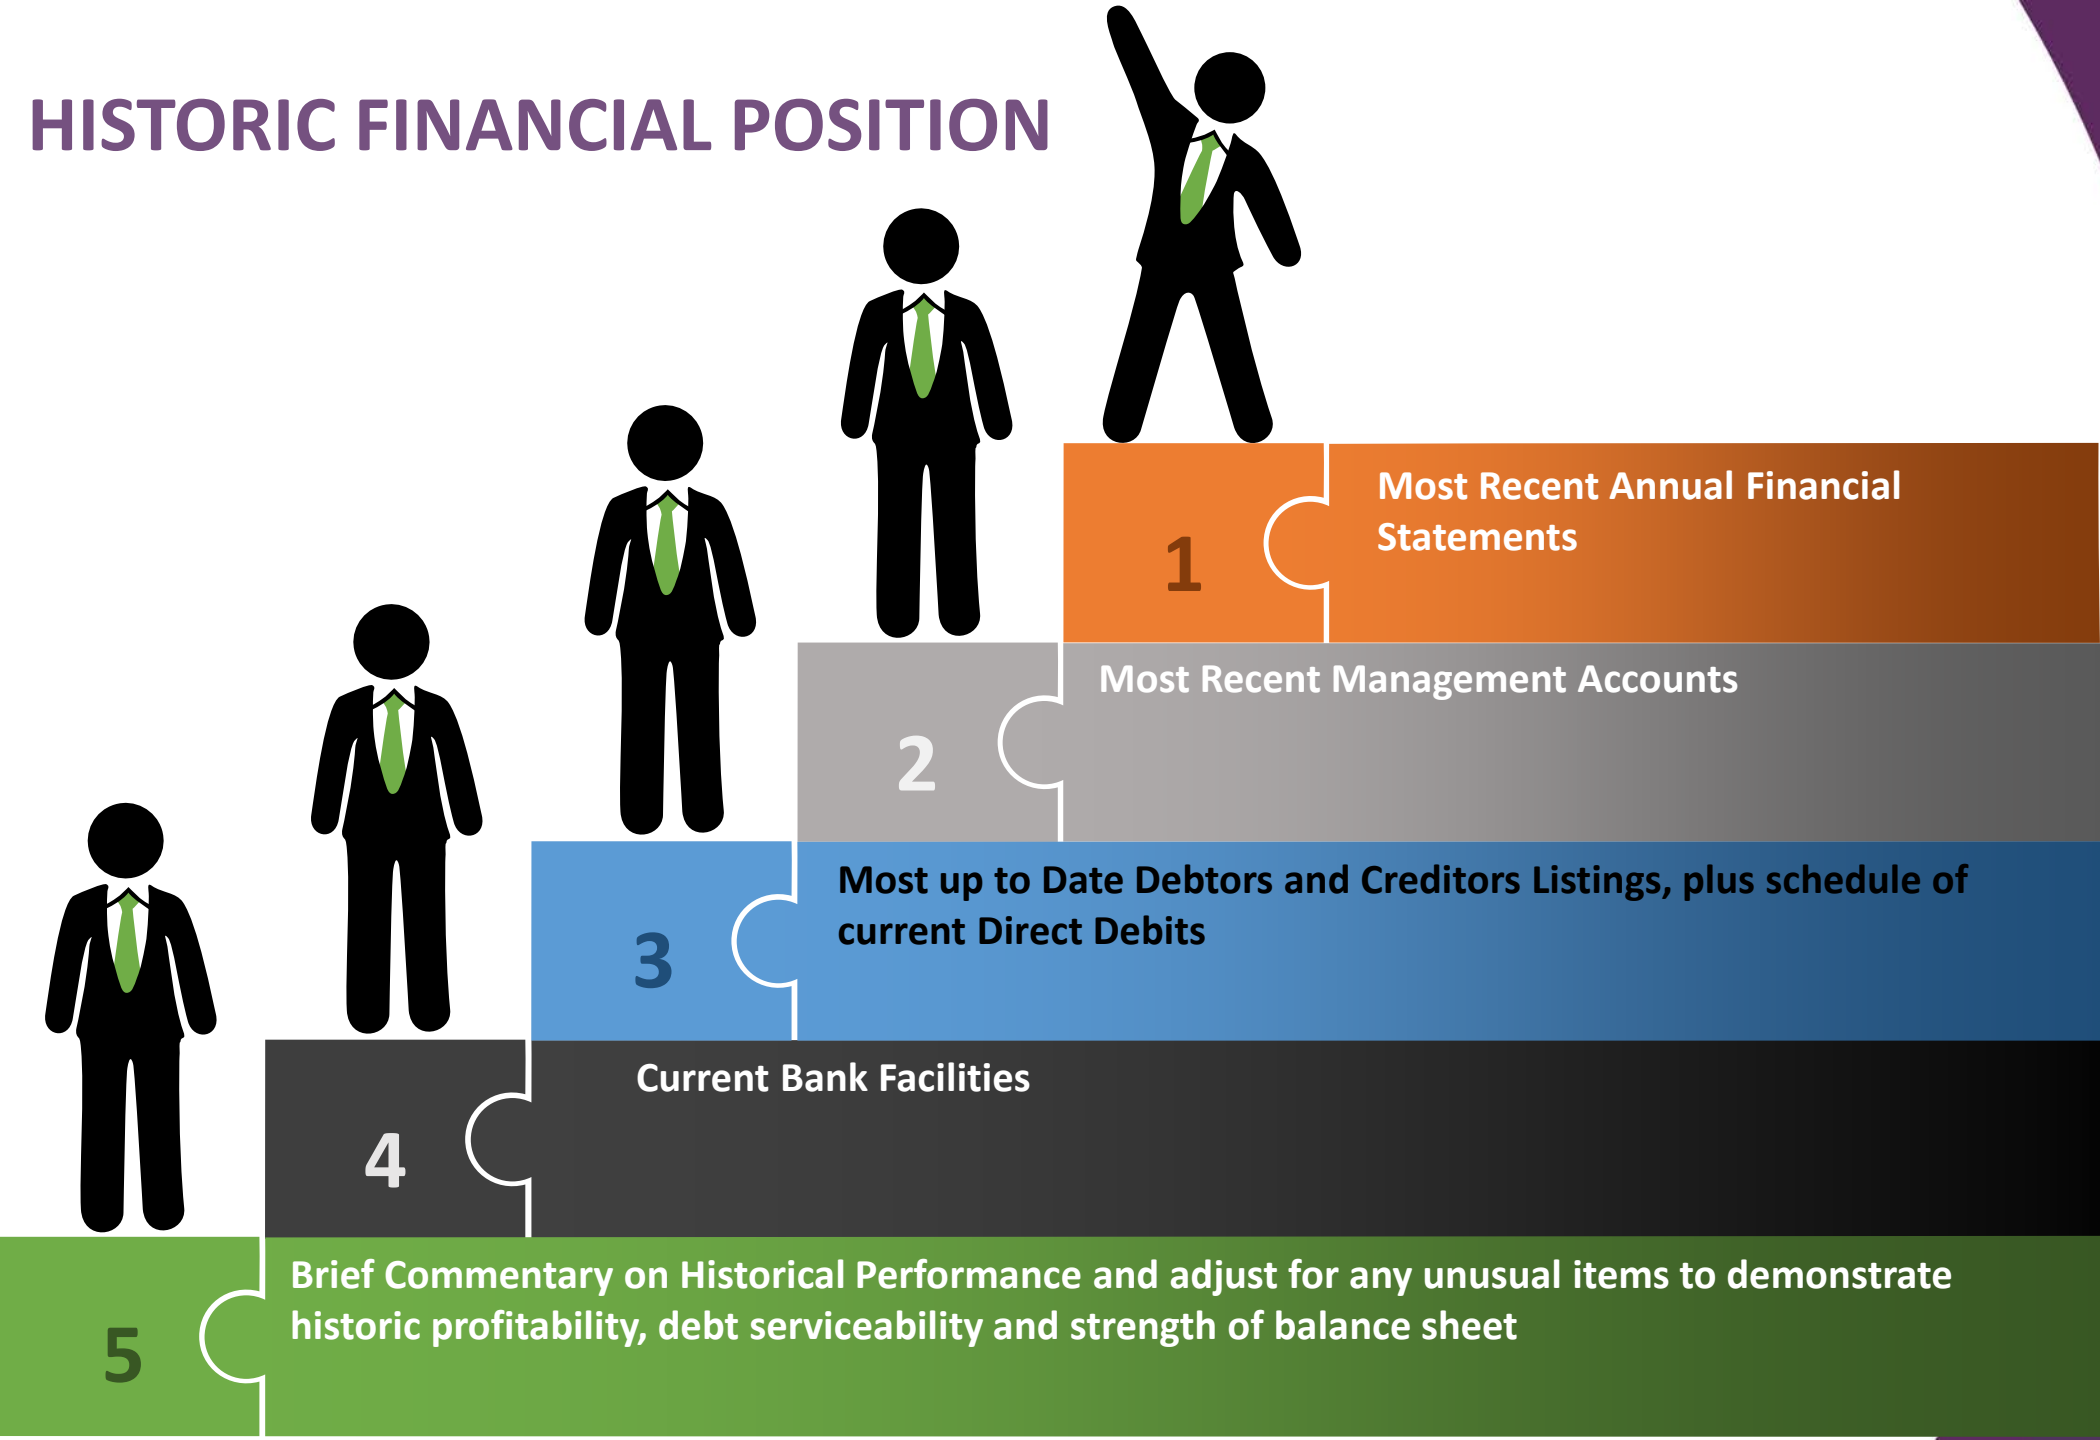 HISTORIC FINANCIAL POSITION
1
Most Recent Annual Financial
Statements
2
Most Recent Management Accounts
3
Most up to Date Debtors and Creditors Listings, plus schedule of
current Direct Debits
4
Current Bank Facilities
5
Brief Commentary on Historical Performance and adjust for any unusual items to demonstrate
historic profitability, debt serviceability and strength of balance sheet